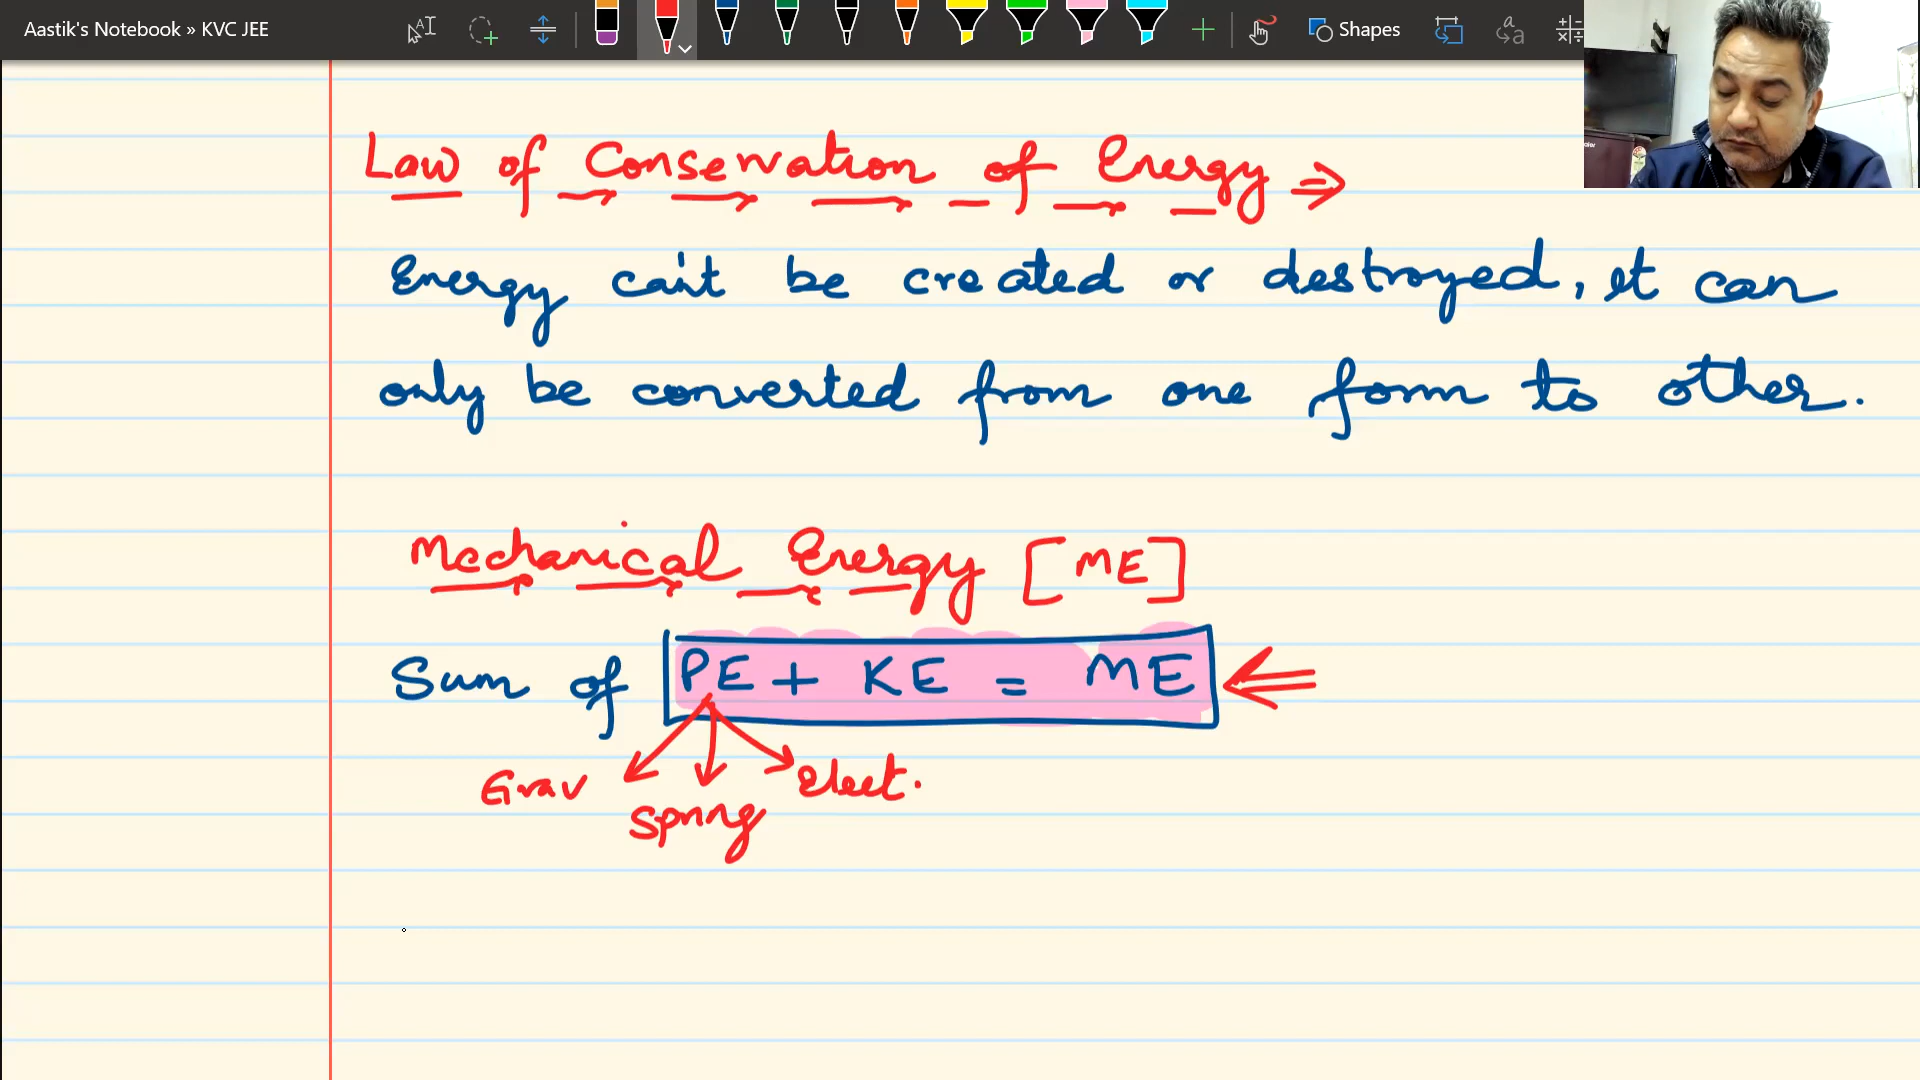 Aastik's Notebook » KVC JEE
Shapes
Law of Conservation of Energy ⇒
Energy can't be created or destroyed, it can
only be converted from one form to other.
Mechanical Energy [ME]
Sum of PE + KE = ME ⇐
Grav
Spring
Elect.